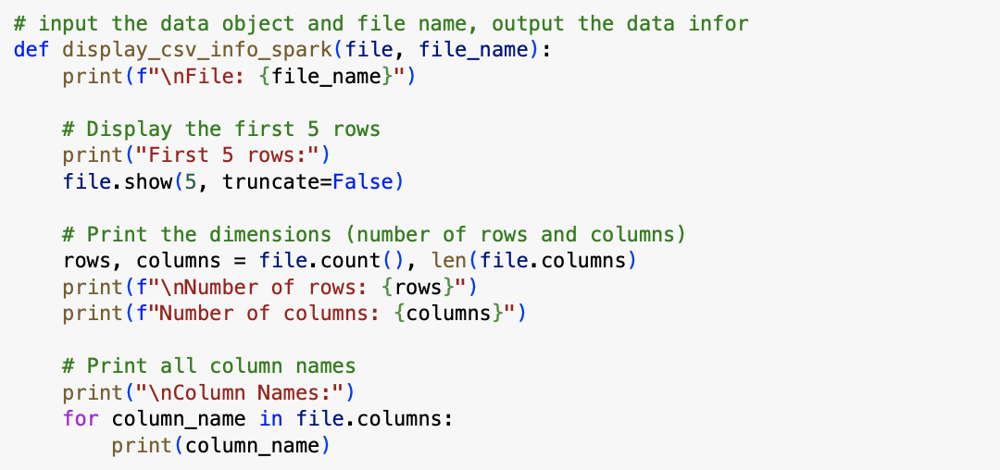 # input the data object and file name, output the data infor
def display_csv_info_spark(file, file_name):
    print(f"\nFile: {file_name}")

    # Display the first 5 rows
    print("First 5 rows:")
    file.show(5, truncate=False)

    # Print the dimensions (number of rows and columns)
    rows, columns = file.count(), len(file.columns)
    print(f"\nNumber of rows: {rows}")
    print(f"Number of columns: {columns}")

    # Print all column names
    print("\nColumn Names:")
    for column_name in file.columns:
        print(column_name)